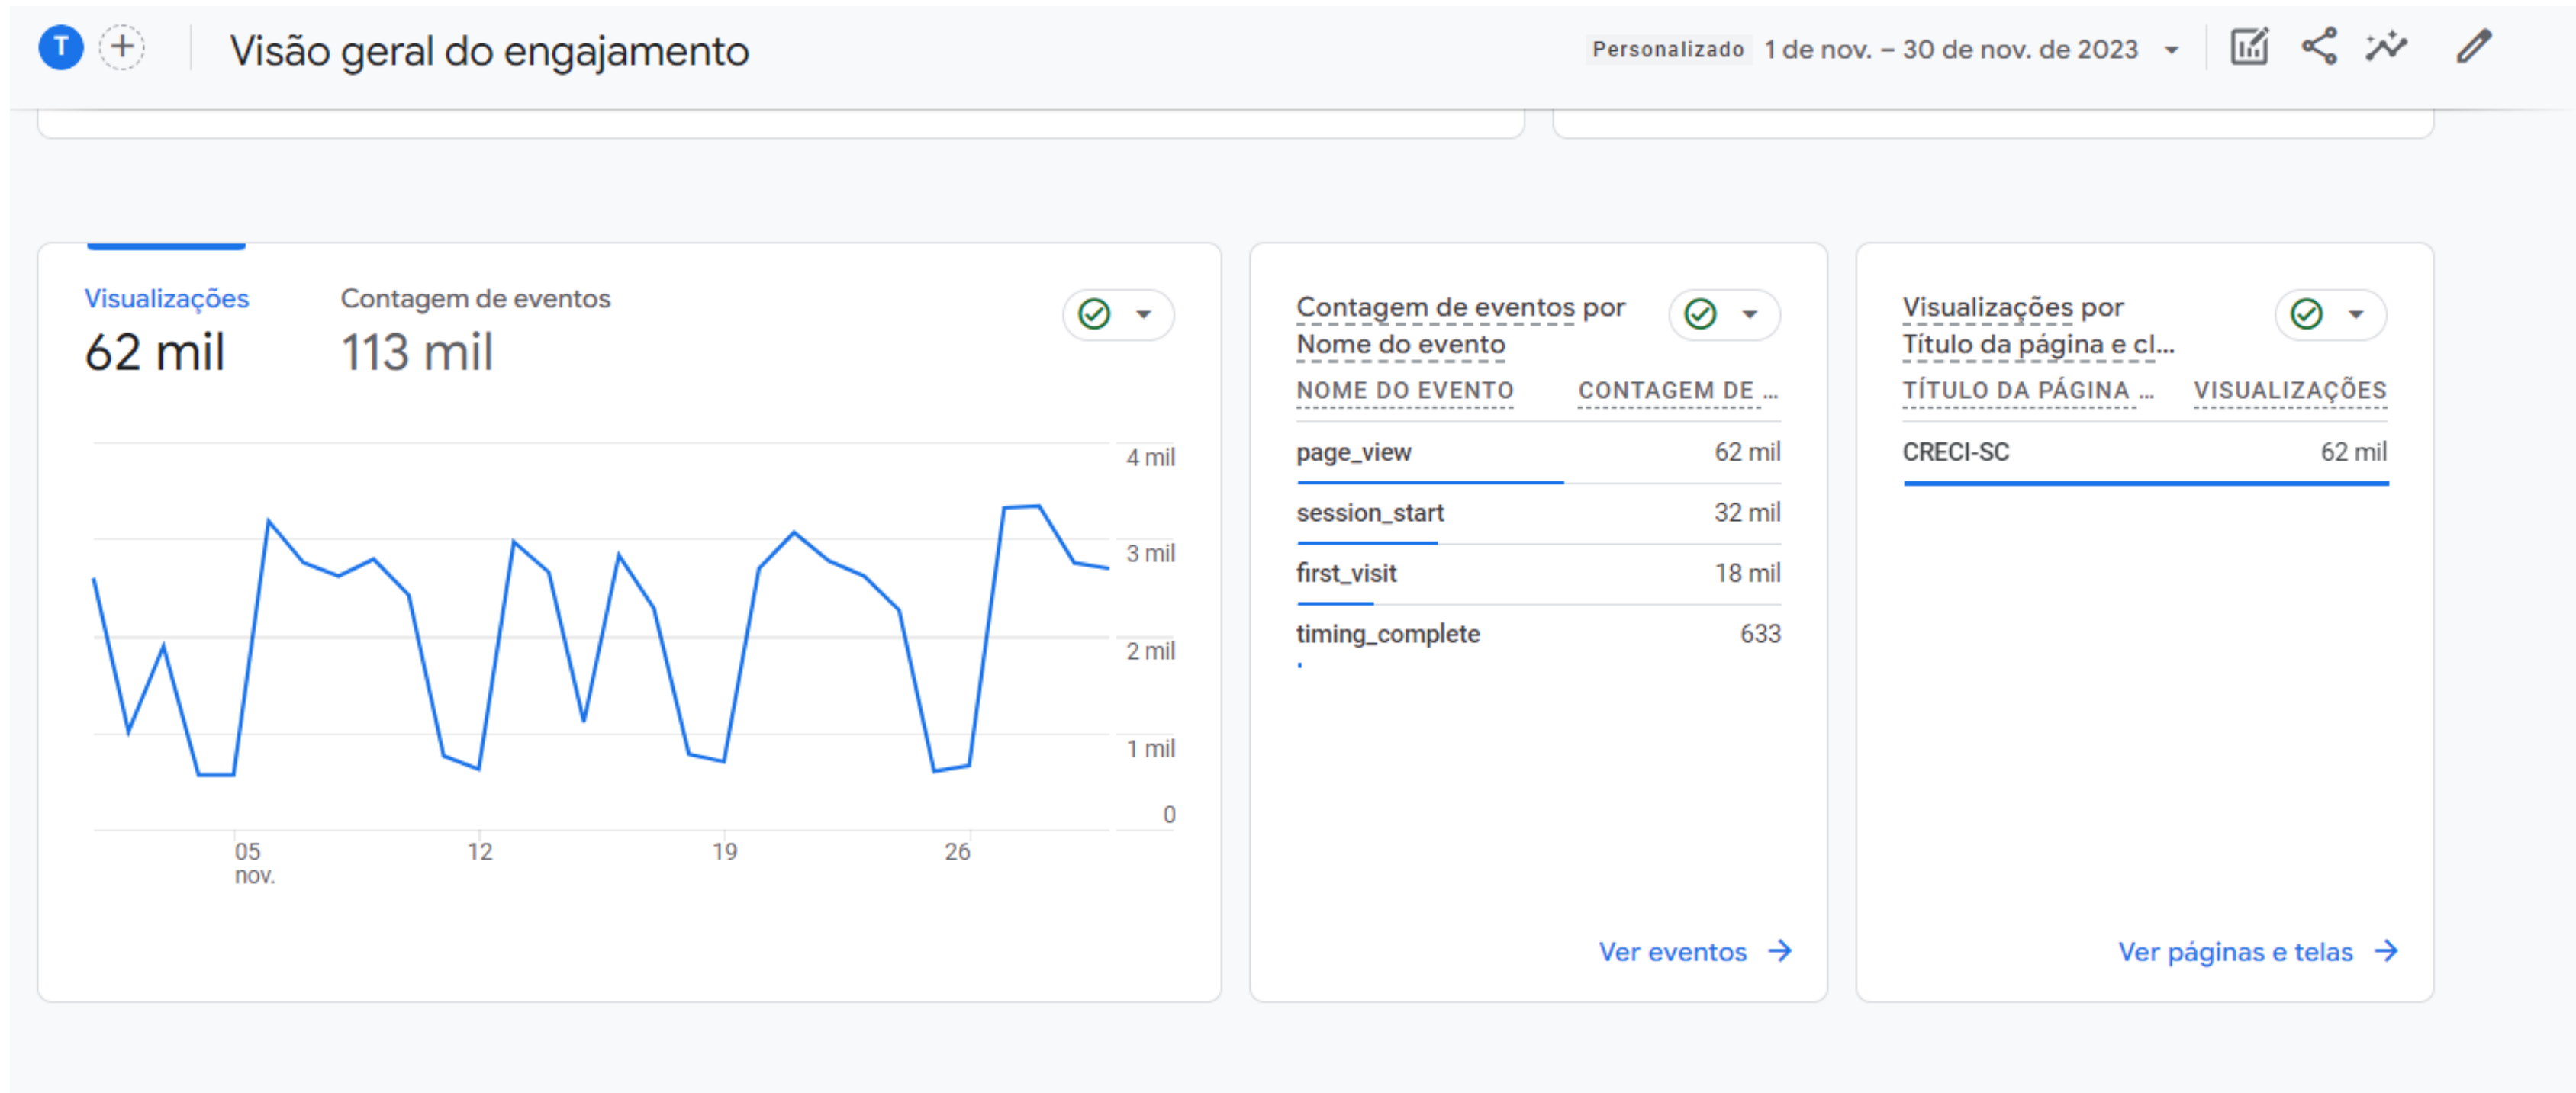 T
Visão geral do engajamento
Personalizado 1 de nov. – 30 de nov. de 2023
Visualizações
62 mil
Contagem de eventos
113 mil
4 mil
3 mil
2 mil
1 mil
0
05
nov.
12
19
26
Contagem de eventos por
Nome do evento
NOME DO EVENTO CONTAGEM DE ...
page_view 62 mil
session_start 32 mil
first_visit 18 mil
timing_complete 633
Ver eventos
Visualizações por
Título da página e cl...
TÍTULO DA PÁGINA ... VISUALIZAÇÕES
CRECI-SC 62 mil
Ver páginas e telas